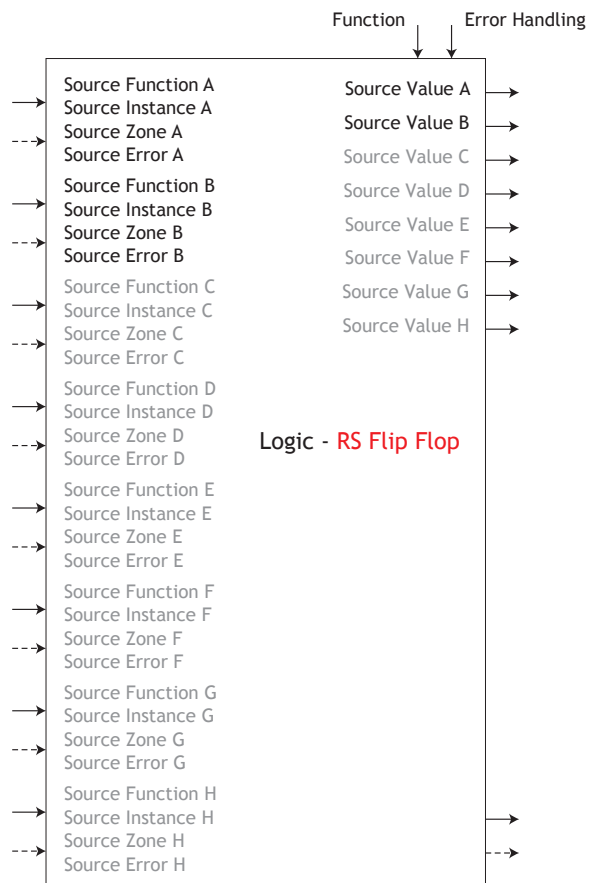 Function
Error Handling
Source Function A
Source Instance A
Source Zone A
Source Error A
Source Function B
Source Instance B
Source Zone B
Source Error B
Source Function C
Source Instance C
Source Zone C
Source Error C
Source Function D
Source Instance D
Source Zone D
Source Error D
Source Function E
Source Instance E
Source Zone E
Source Error E
Source Function F
Source Instance F
Source Zone F
Source Error F
Source Function G
Source Instance G
Source Zone G
Source Error G
Source Function H
Source Instance H
Source Zone H
Source Error H
Source Value A
Source Value B
Source Value C
Source Value D
Source Value E
Source Value F
Source Value G
Source Value H
Logic - RS Flip Flop